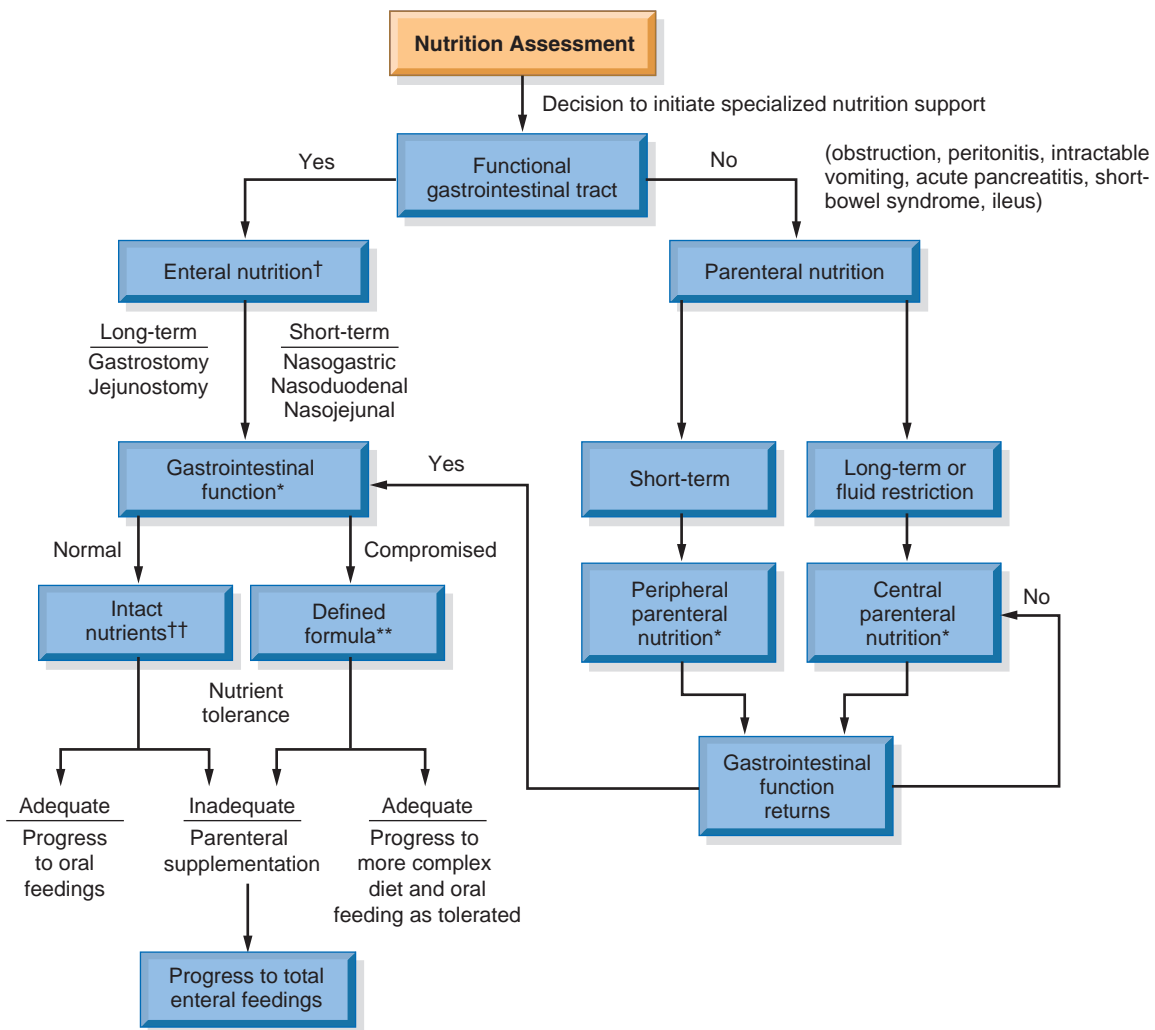 Nutrition Assessment
Decision to initiate specialized nutrition support
Yes
Functional
gastrointestinal tract
No
(obstruction, peritonitis, intractable
vomiting, acute pancreatitis, short-
bowel syndrome, ileus)
Enteral nutrition†
Parenteral nutrition
Long-term
Gastrostomy
Jejunostomy
Short-term
Nasogastric
Nasoduodenal
Nasojejunal
Gastrointestinal
function*
Yes
Short-term
Long-term or
fluid restriction
Normal
Compromised
Intact
nutrients††
Defined
formula**
Peripheral
parenteral
nutrition*
Central
parenteral
nutrition*
No
Nutrient
tolerance
Gastrointestinal
function
returns
Adequate
Progress
to oral
feedings
Inadequate
Parenteral
supplementation
Adequate
Progress to
more complex
diet and oral
feeding as tolerated
Progress to total
enteral feedings